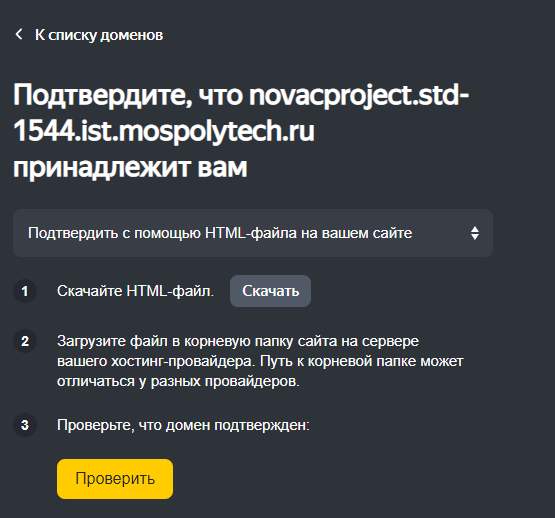 К списку доменов
Подтвердите, что novacproject.std-
1544.ist.mospolytech.ru
принадлежит вам
Подтвердить с помощью HTML-файла на вашем сайте
1 Скачайте HTML-файл. Скачать
2 Загрузите файл в корневую папку сайта на сервере
вашего хостинг-провайдера. Путь к корневой папке может
отличаться у разных провайдеров.
3 Проверьте, что домен подтвержден:
Проверить